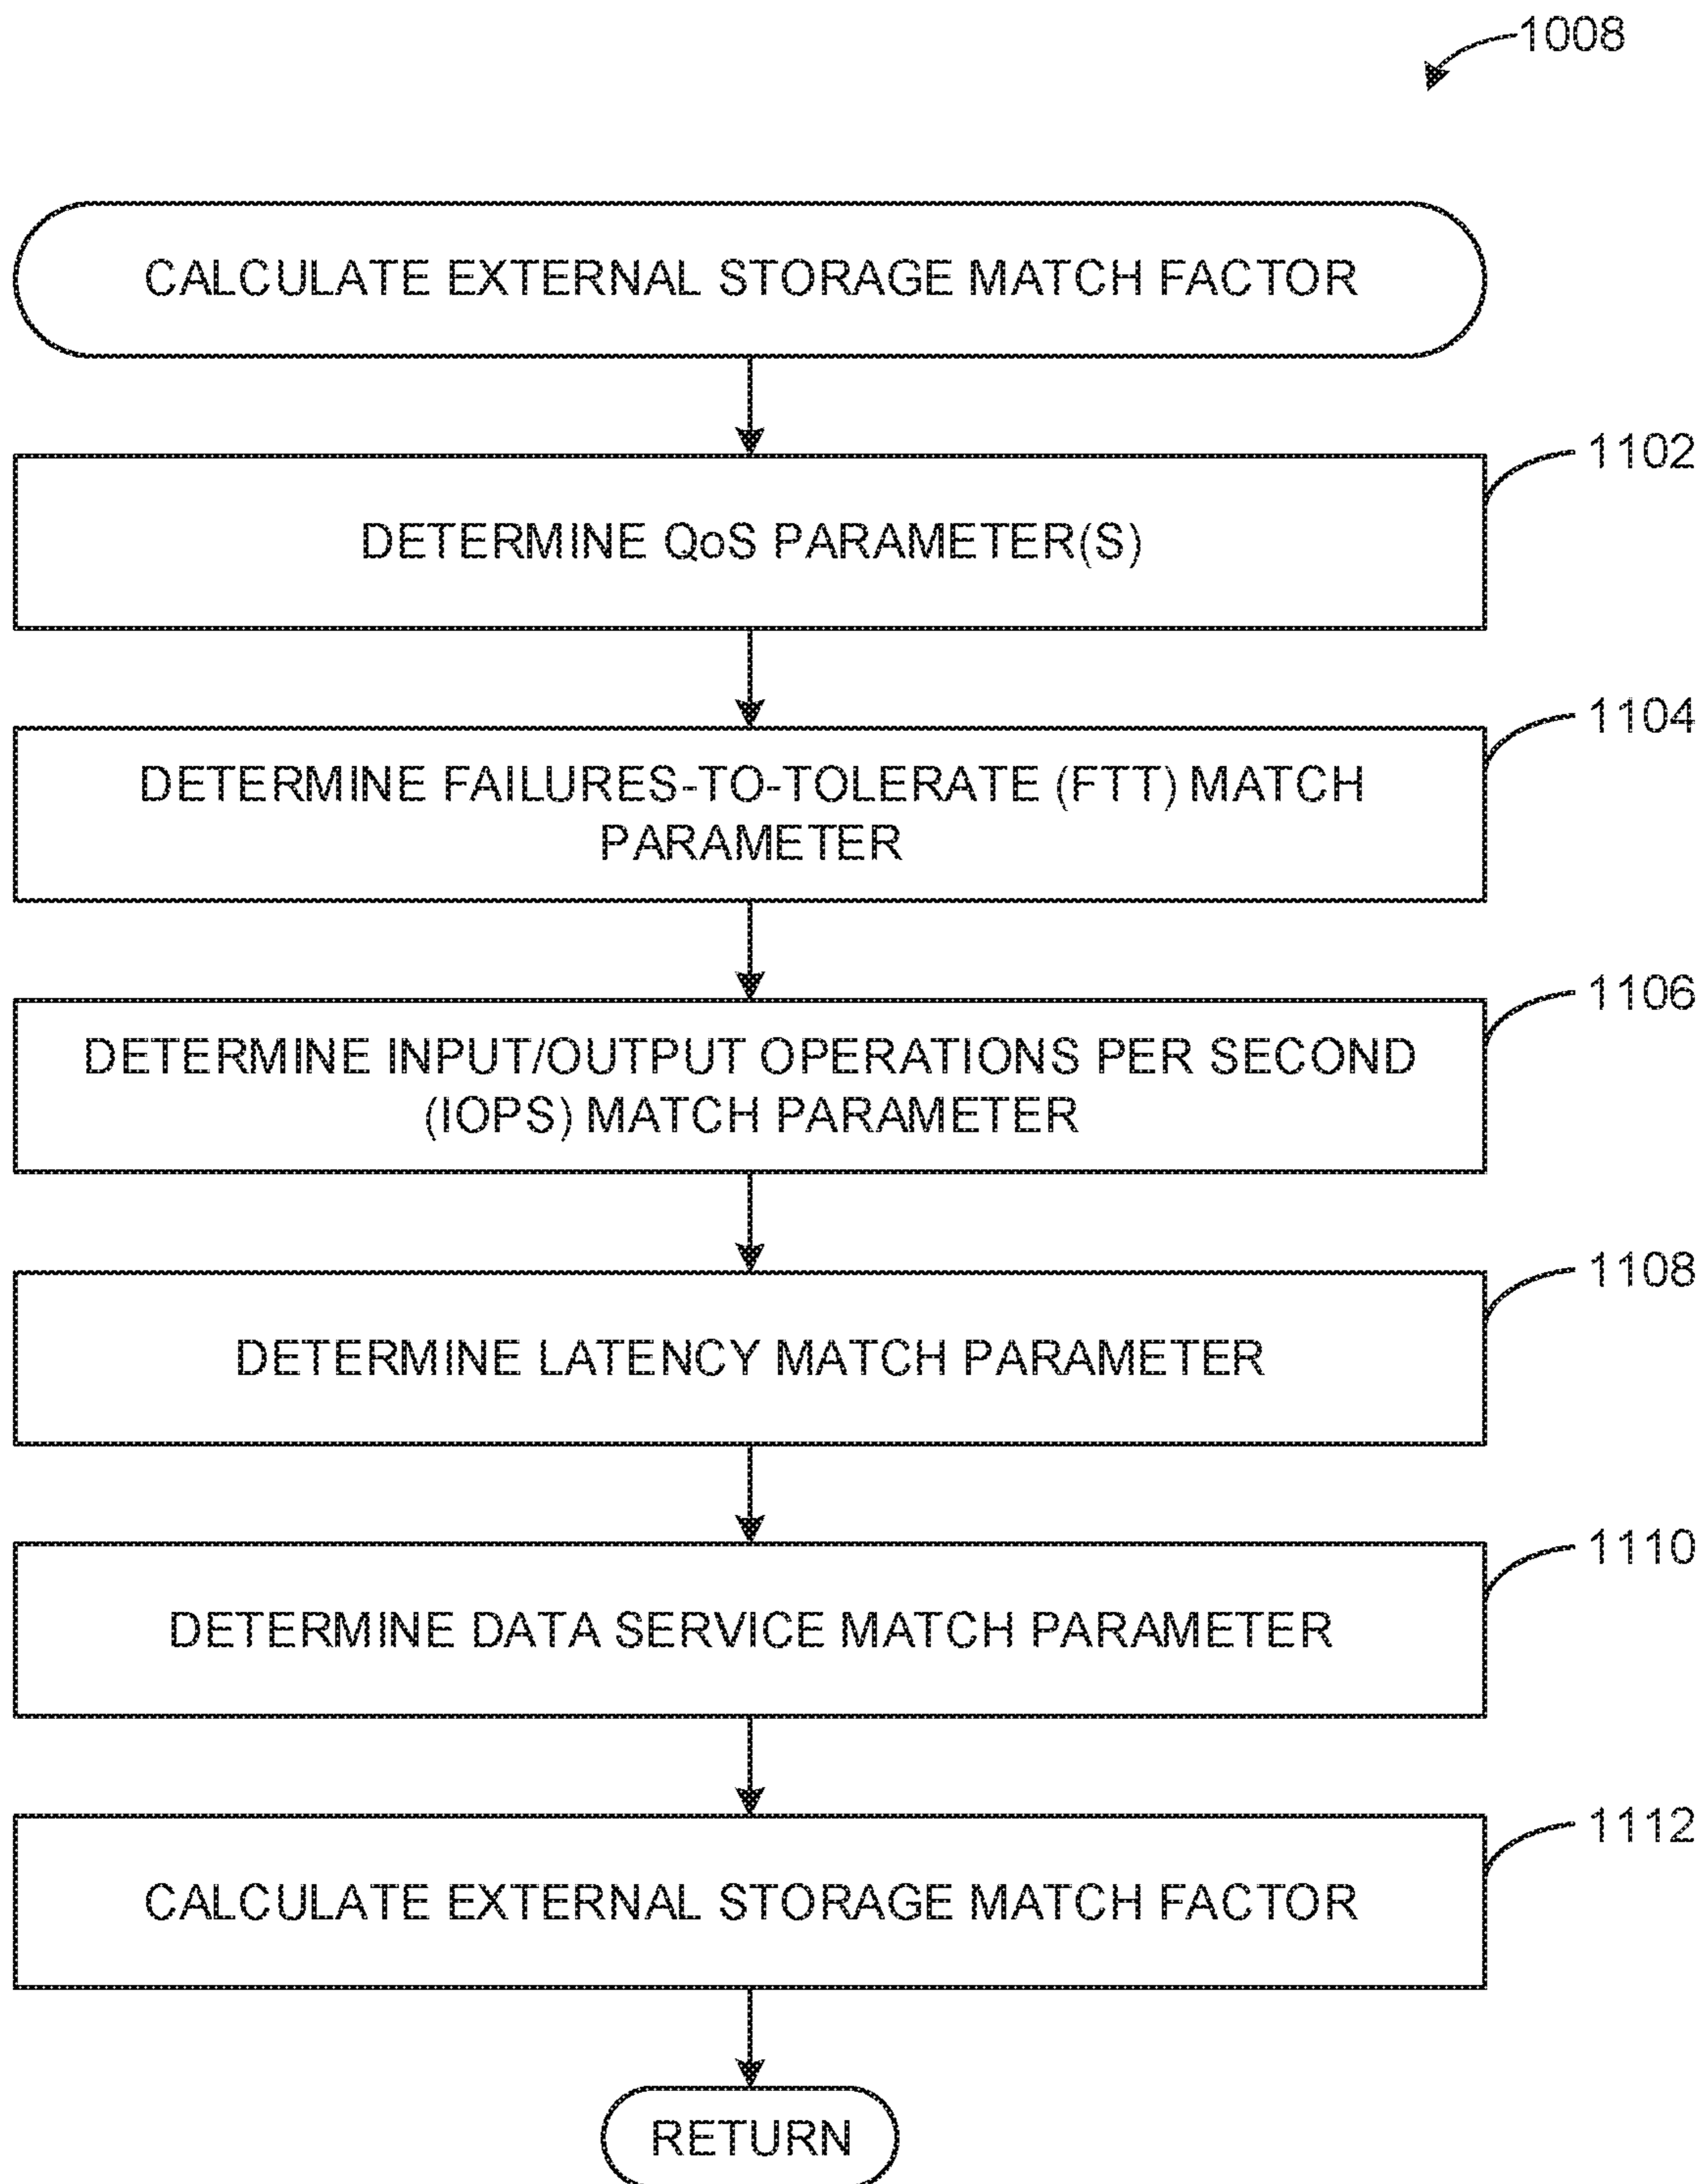 1008
CALCULATE EXTERNAL STORAGE MATCH FACTOR
1102
DETERMINE QoS PARAMETER(S)
1104
DETERMINE FAILURES-TO-TOLERATE (FTT) MATCH
PARAMETER
1106
DETERMINE INPUT/OUTPUT OPERATIONS PER SECOND
(IOPS) MATCH PARAMETER
1108
DETERMINE LATENCY MATCH PARAMETER
1110
DETERMINE DATA SERVICE MATCH PARAMETER
1112
CALCULATE EXTERNAL STORAGE MATCH FACTOR
RETURN